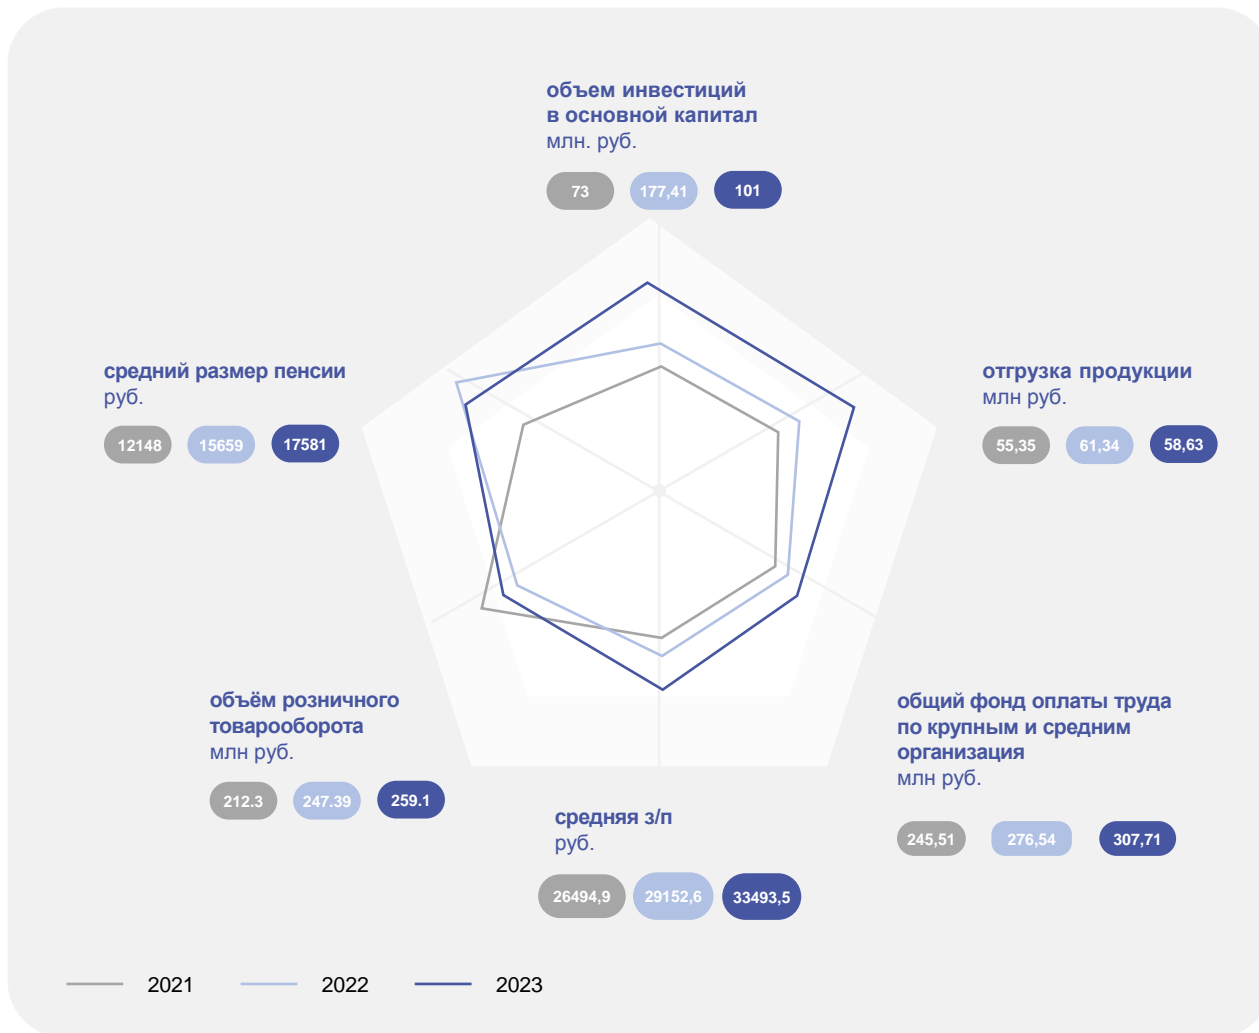 объем инвестиций
в основной капитал
млн. руб.
73 177,41 101
средний размер пенсии
руб.
12148 15659 17581
отгрузка продукции
млн руб.
55,35 61,34 58,63
объём розничного
товарооборота
млн руб.
212.3 247.39 259.1
общий фонд оплаты труда
по крупным и средним
организация
млн руб.
245,51 276,54 307,71
средняя з/п
руб.
26494,9 29152,6 33493,5
2021 2022 2023